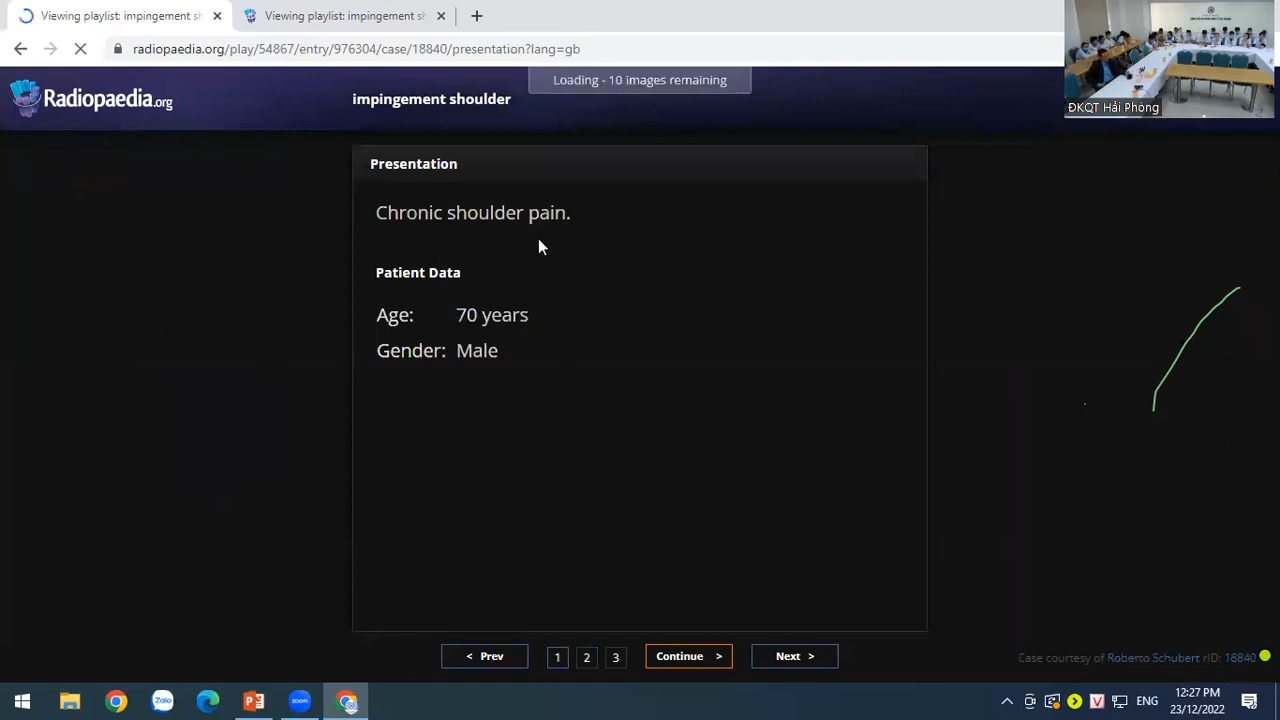 Viewing playlist: impingement sh
Viewing playlist: impingement sh
radiopaedia.org/play/54867/entry/976304/case/18840/presentation?lang=gb
Loading - 10 images remaining
Radiopaedia.org
impingement shoulder
ĐKQT Hải Phòng
Presentation
Chronic shoulder pain.
Patient Data
Age: 70 years
Gender: Male
< Prev 1 2 3 Continue > Next >
Case courtesy of Roberto Schubert rID: 18840
Zalo zoom
ENG
12:27 PM
23/12/2022